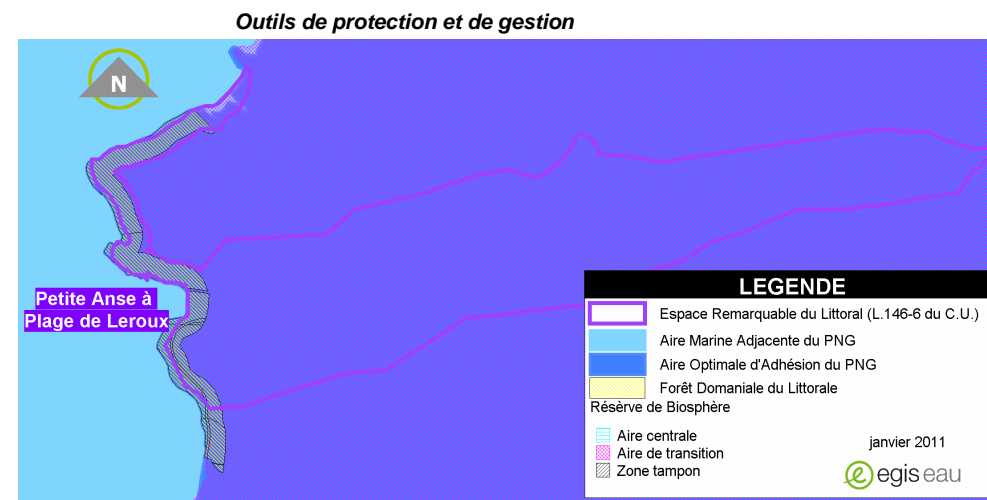 Outils de protection et de gestion
N
Petite Anse à
Plage de Leroux
LEGENDE
Espace Remarquable du Littoral (L.146-6 du C.U.)
Aire Marine Adjacente du PNG
Aire Optimale d'Adhésion du PNG
Forêt Domaniale du Littorale
Résèrve de Biosphère
Aire centrale
Aire de transition
Zone tampon
janvier 2011
egis eau